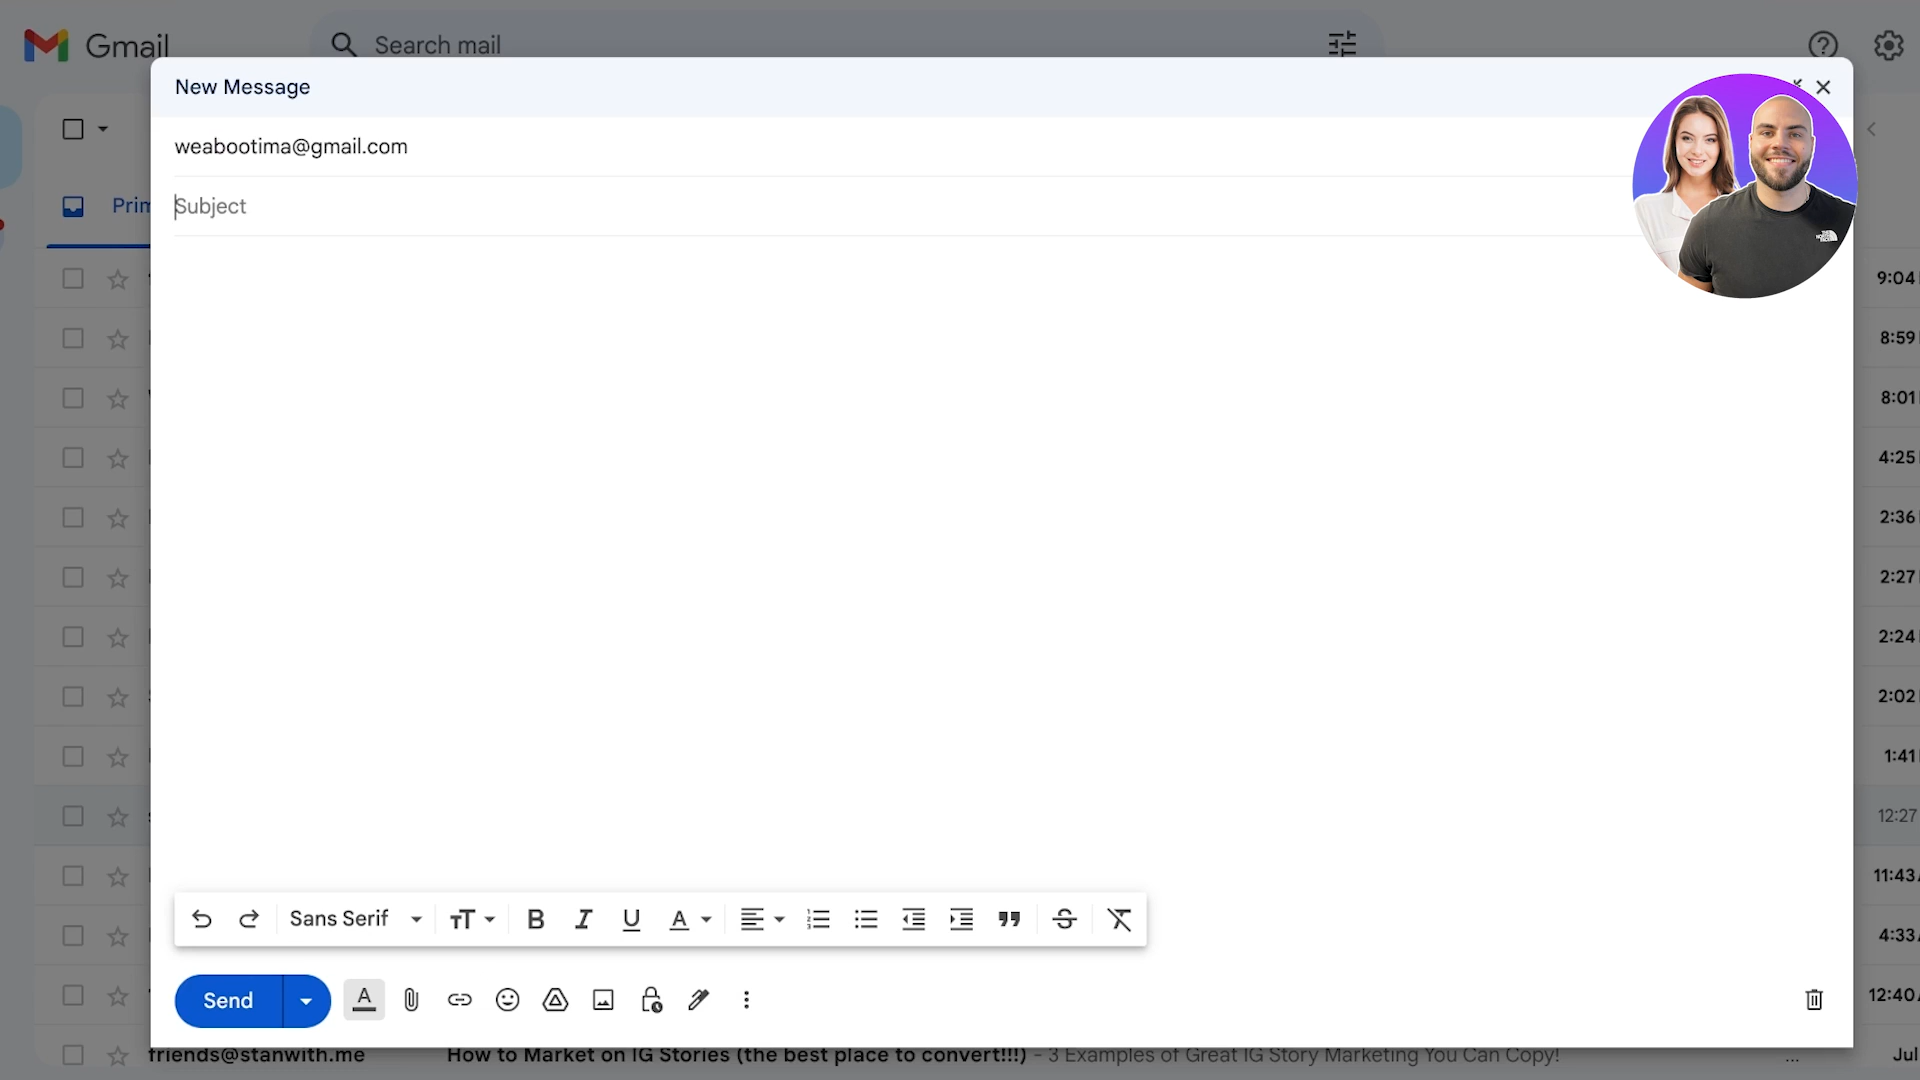 Gmail
Search mail
New Message
weabootima@gmail.com
Prim
Subject
THE NORTH FACE
9:04
8:59
8:01
4:25
2:36
2:27
2:24
2:02
1:41
12:27
11:43
4:33
12:40
Sans Serif
Send
friends@stanwith.me How to Market on IG Stories (the best place to convert!!!) - 3 Examples of Great IG Story Marketing You Can Copy! ... Jul